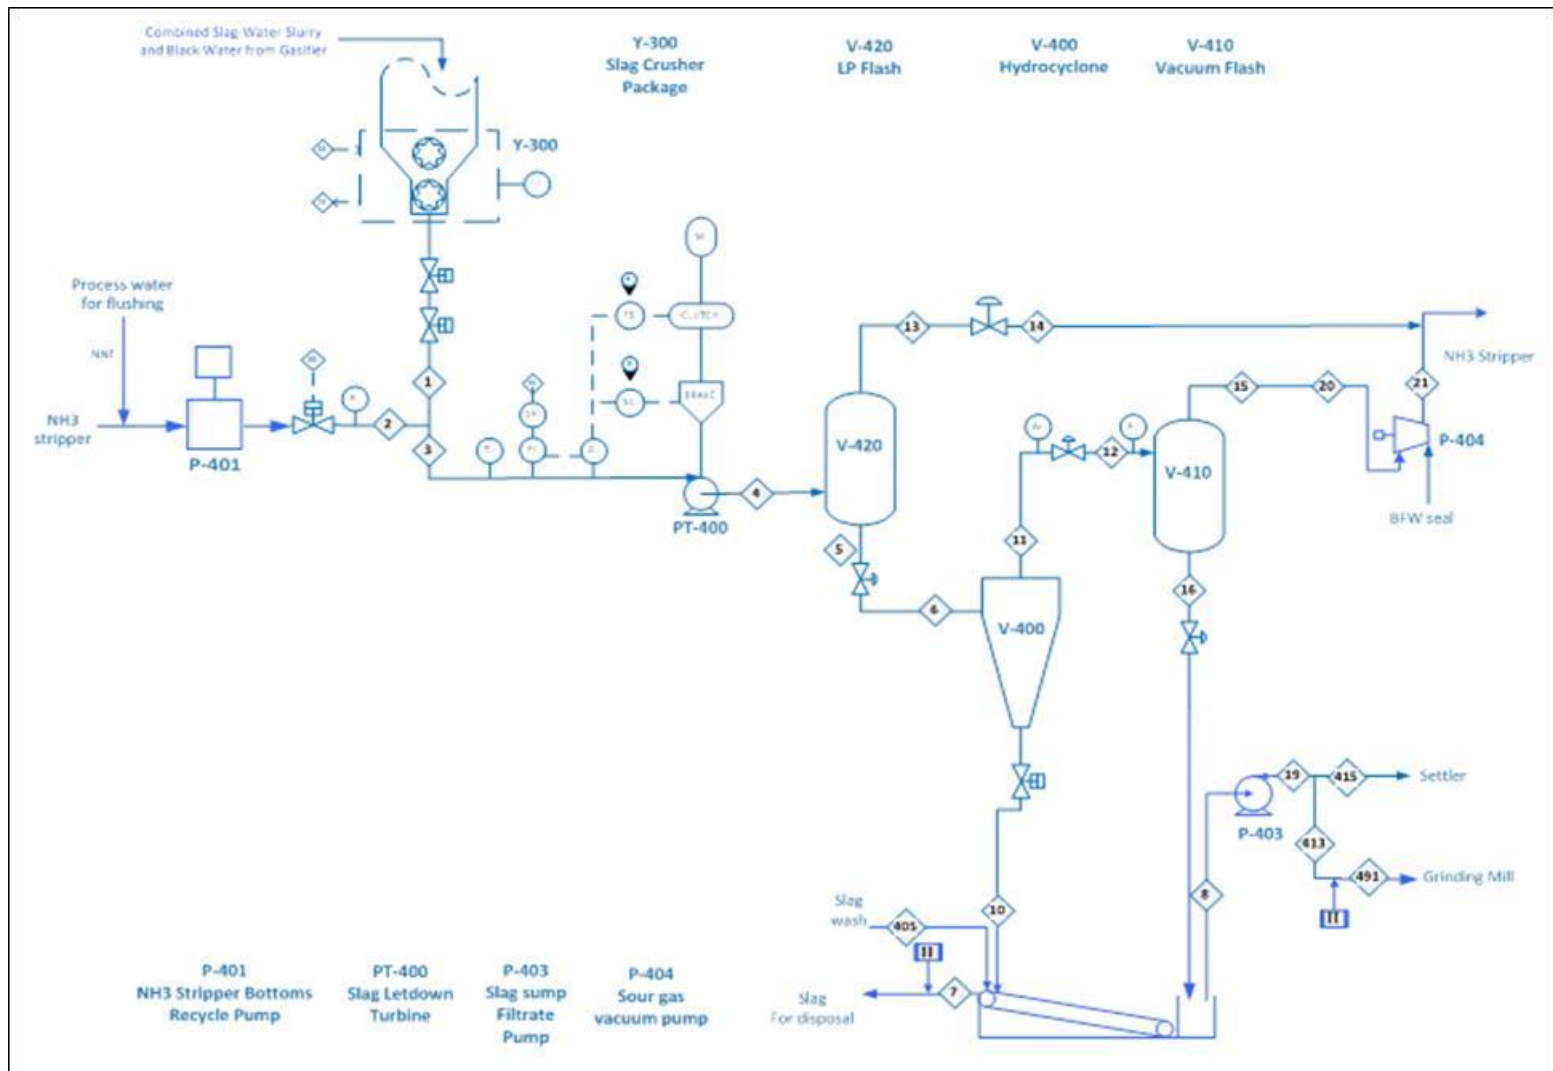 Combined Slag-Water Slurry
and Black Water from Gasifier
Y-300
Slag Crusher
Package
V-420
LP Flash
V-400
Hydrocyclone
V-410
Vacuum Flash
Y-300
Process water
for flushing
NNF
NH3
stripper
P-401
1
2
3
CLUTCH
BRAKE
PT-400
4
V-420
13
14
NH3 Stripper
15
20
21
P-404
BFW seal
12
V-410
5
6
11
V-400
16
19
415
Settler
P-403
413
491
Grinding Mill
II
8
10
Slag
wash
405
II
7
Slag
For disposal
P-401
NH3 Stripper Bottoms
Recycle Pump
PT-400
Slag Letdown
Turbine
P-403
Slag sump
Filtrate
Pump
P-404
Sour gas
vacuum pump